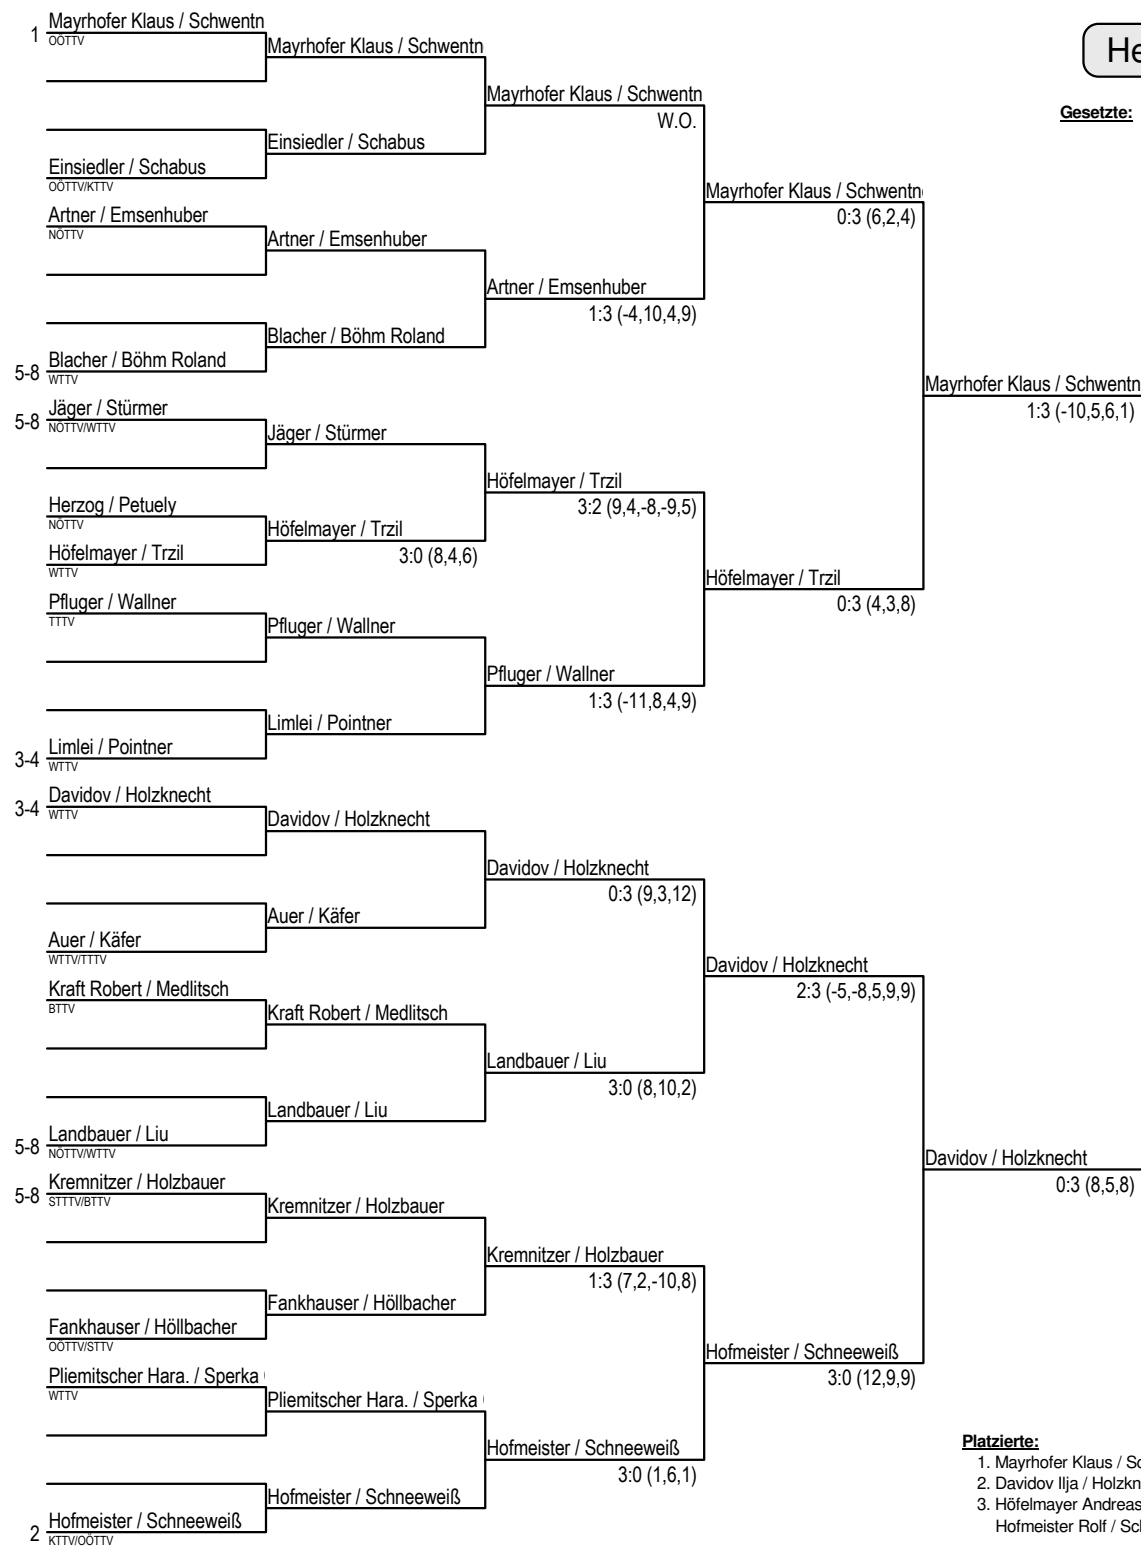 Mayrhofer Klaus / Schwentn
1
OÖTTV
Mayrhofer Klaus / Schwentn
Mayrhofer Klaus / Schwentn
W.O.
Einsiedler / Schabus
Einsiedler / Schabus
OÖTTV/KTTV
Mayrhofer Klaus / Schwentn
0:3 (6,2,4)
Artner / Emsenhuber
NÖTTV
Artner / Emsenhuber
Artner / Emsenhuber
1:3 (-4,10,4,9)
Blacher / Böhm Roland
5-8 Blacher / Böhm Roland
WTTV
Mayrhofer Klaus / Schwentn
1:3 (-10,5,6,1)
5-8 Jäger / Stürmer
NÖTTV/WTTV
Jäger / Stürmer
Höfelmayer / Trzil
3:2 (9,4,-8,-9,5)
Herzog / Petuely
NÖTTV
Höfelmayer / Trzil
3:0 (8,4,6)
Höfelmayer / Trzil
WTTV
Höfelmayer / Trzil
0:3 (4,3,8)
Pfluger / Wallner
TTTV
Pfluger / Wallner
Pfluger / Wallner
1:3 (-11,8,4,9)
Limlei / Pointner
3-4 Limlei / Pointner
WTTV
3-4 Davidov / Holzknecht
WTTV
Davidov / Holzknecht
Davidov / Holzknecht
0:3 (9,3,12)
Auer / Käfer
Auer / Käfer
WTTV/TTTV
Davidov / Holzknecht
2:3 (-5,-8,5,9,9)
Kraft Robert / Medlitsch
BTTV
Kraft Robert / Medlitsch
Landbauer / Liu
3:0 (8,10,2)
Landbauer / Liu
5-8 Landbauer / Liu
NÖTTV/WTTV
Davidov / Holzknecht
0:3 (8,5,8)
5-8 Kremnitzer / Holzbauer
STTTV/BTTV
Kremnitzer / Holzbauer
Kremnitzer / Holzbauer
1:3 (7,2,-10,8)
Fankhauser / Höllbacher
Fankhauser / Höllbacher
OÖTTV/STTV
Hofmeister / Schneeweiß
3:0 (12,9,9)
Pliemitscher Hara. / Sperka
WTTV
Pliemitscher Hara. / Sperka
Hofmeister / Schneeweiß
3:0 (1,6,1)
Hofmeister / Schneeweiß
2 Hofmeister / Schneeweiß
KTTV/OÖTTV
He
Gesetzte:
Platzierte:
1. Mayrhofer Klaus / Sc
2. Davidov Ilja / Holzkn
3. Höfelmayer Andreas
Hofmeister Rolf / Scl